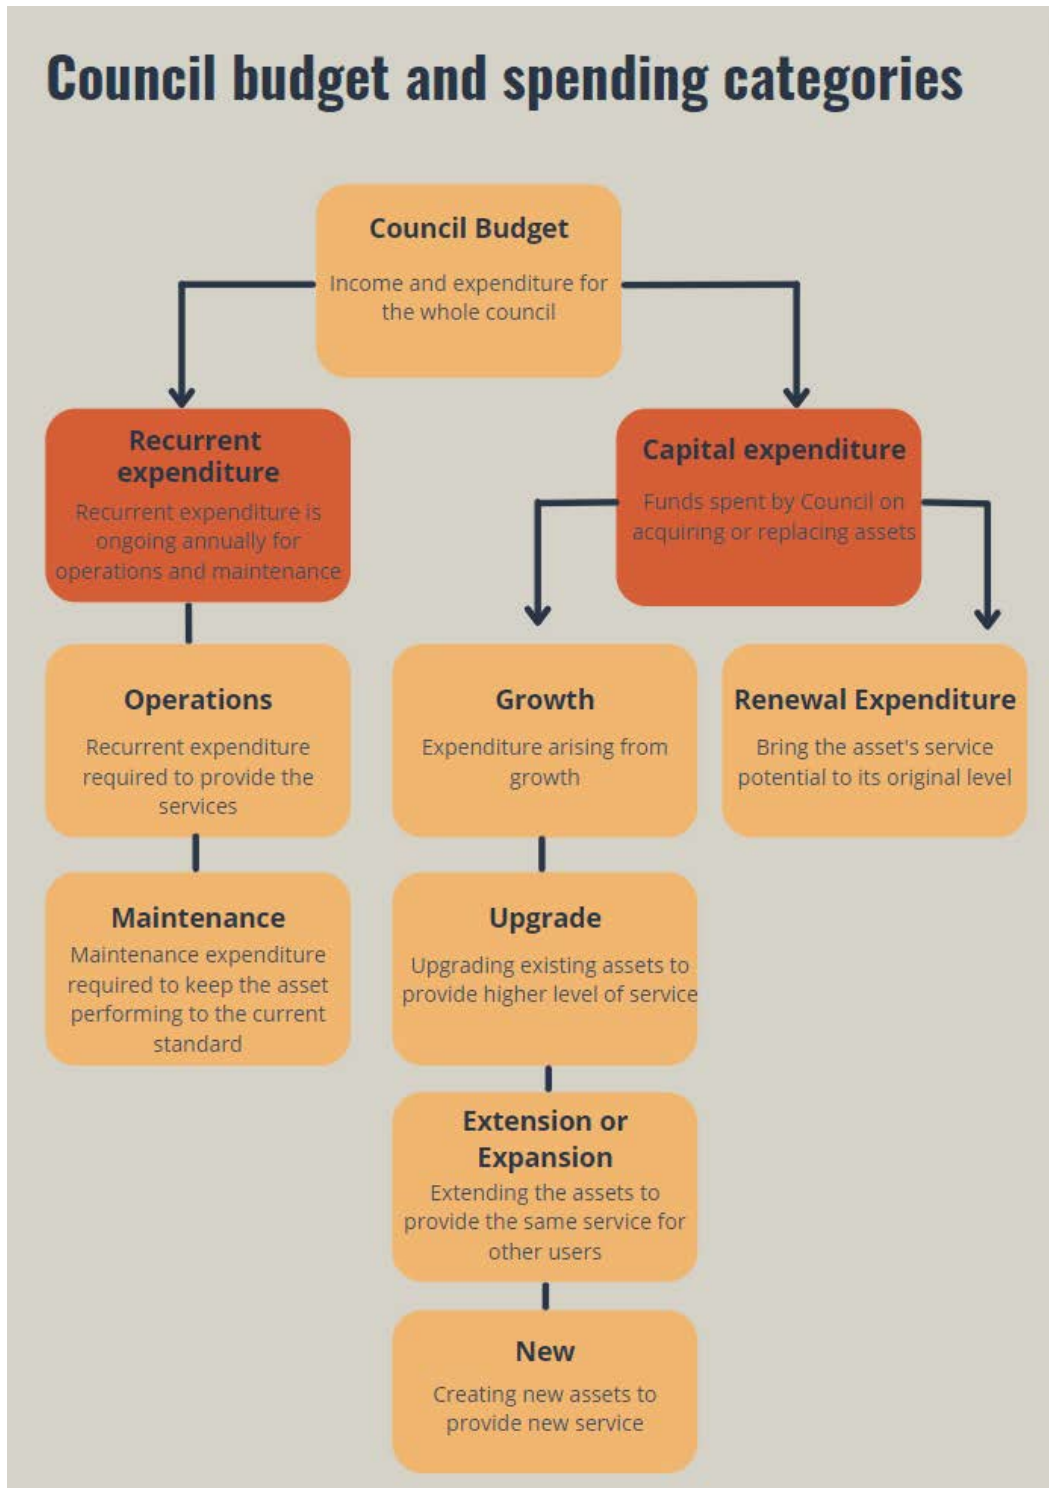 Council budget and spending categories
Council Budget
Income and expenditure for
the whole council
Recurrent
expenditure
Recurrent expenditure is
ongoing annually for
operations and maintenance
Capital expenditure
Funds spent by Council on
acquiring or replacing assets
Operations
Recurrent expenditure
required to provide the
services
Growth
Expenditure arising from
growth
Renewal Expenditure
Bring the asset's service
potential to its original level
Maintenance
Maintenance expenditure
required to keep the asset
performing to the current
standard
Upgrade
Upgrading existing assets to
provide higher level of service
Extension or
Expansion
Extending the assets to
provide the same service for
other users
New
Creating new assets to
provide new service